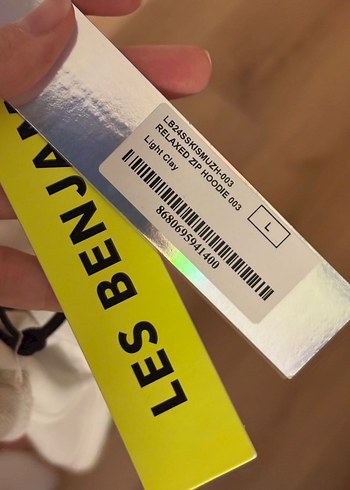 LB24SSKISMUZH-003
RELAXED ZIP HOODIE 003
Light Clay
L
8680695941400
LES BENJAM